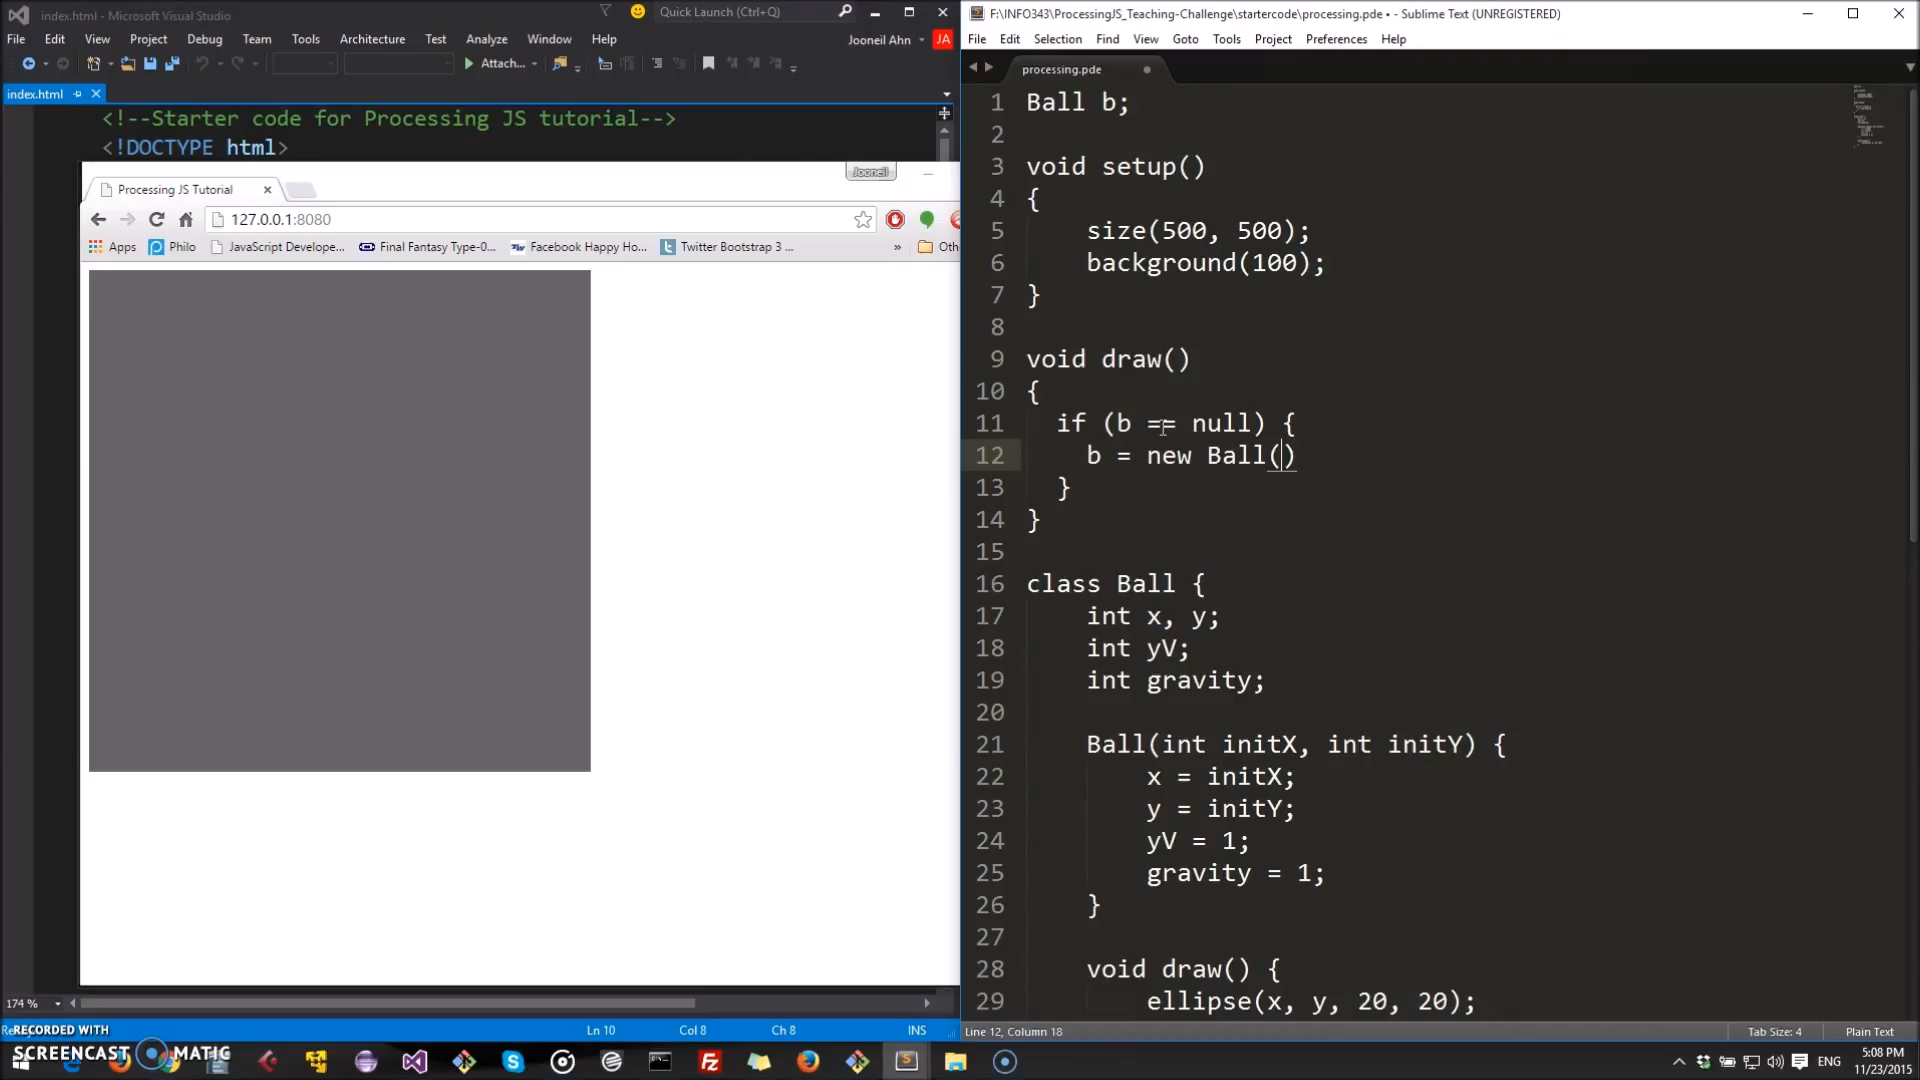 index.html - Microsoft Visual Studio
Quick Launch (Ctrl+Q)
File Edit View Project Debug Team Tools Architecture Test Analyze Window Help
Jooneil Ahn JA
Attach...
index.html
<!--Starter code for Processing JS tutorial-->
<!DOCTYPE html>
Jooneil
Processing JS Tutorial
127.0.0.1:8080
Apps Philo JavaScript Develope... Final Fantasy Type-0... Facebook Happy Ho... Twitter Bootstrap 3 ... » Oth
174 %
Ln 10 Col 8 Ch 8 INS
RECORDED WITH
SCREENCAST MATIC
F:\INFO343\ProcessingJS_Teaching-Challenge\startercode\processing.pde • - Sublime Text (UNREGISTERED)
File Edit Selection Find View Goto Tools Project Preferences Help
processing.pde
1 Ball b;
2
3 void setup()
4 {
5 size(500, 500);
6 background(100);
7 }
8
9 void draw()
10 {
11 if (b == null) {
12 b = new Ball()
13 }
14 }
15
16 class Ball {
17 int x, y;
18 int yV;
19 int gravity;
20
21 Ball(int initX, int initY) {
22 x = initX;
23 y = initY;
24 yV = 1;
25 gravity = 1;
26 }
27
28 void draw() {
29 ellipse(x, y, 20, 20);
Line 12, Column 18 Tab Size: 4 Plain Text
ENG
5:08 PM
11/23/2015